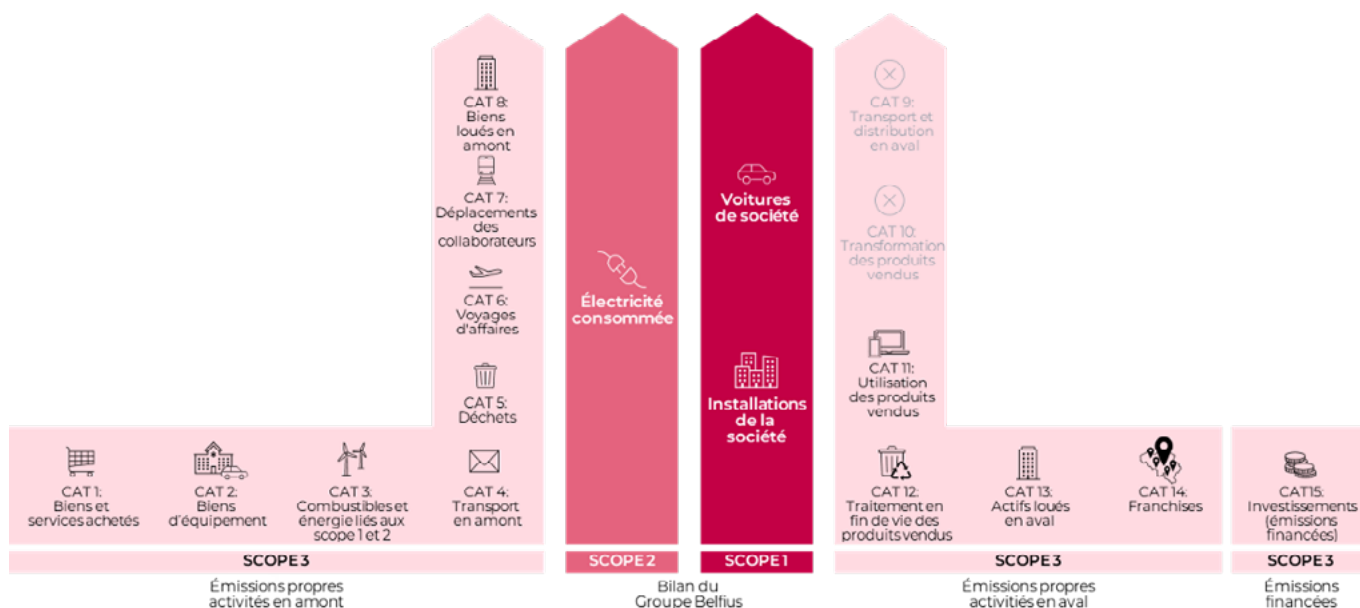 CAT 8:
Biens
loués en
amont
CAT 7:
Déplacements
des
collaborateurs
CAT 6:
Voyages
d'affaires
CAT 5:
Déchets
CAT 1:
Biens et
services achetés
CAT 2:
Biens
d'équipement
CAT 3:
Combustibles et
énergie liés aux
scope 1 et 2
CAT 4:
Transport
en amont
SCOPE 3
Émissions propres
activités en amont
Électricité
consommée
SCOPE 2
Voitures
de société
Installations
de la
société
SCOPE 1
Bilan du
Groupe Belfius
CAT 9:
Transport et
distribution
en aval
CAT 10:
Transformation
des produits
vendus
CAT 11:
Utilisation
des produits
vendus
CAT 12:
Traitement en
fin de vie des
produits vendus
CAT 13:
Actifs loués
en aval
CAT 14:
Franchises
SCOPE 3
Émissions propres
activités en aval
CAT15:
Investissements
(émissions
financées)
SCOPE 3
Émissions
financées